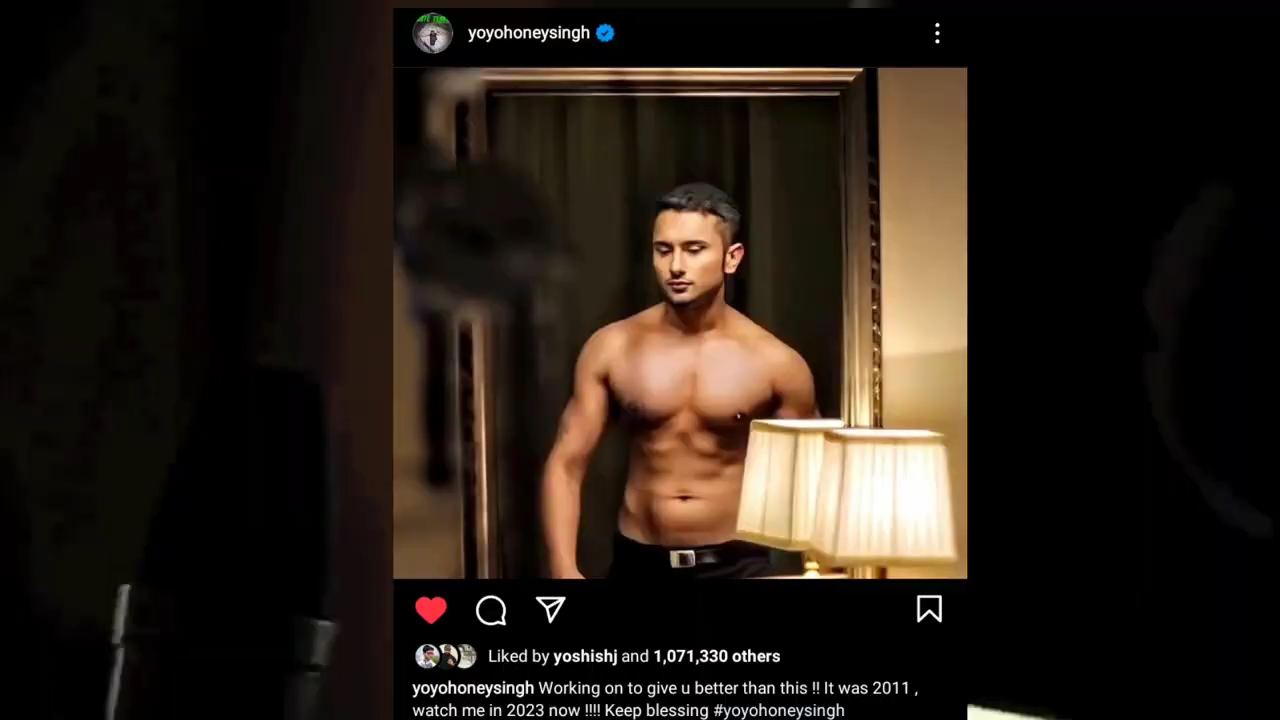 yoyohoneysingh
Liked by yoshishj and 1,071,330 others
yoyohoneysingh Working on to give u better than this !! It was 2011 ,
watch me in 2023 now !!!! Keep blessing #yoyohoneysingh